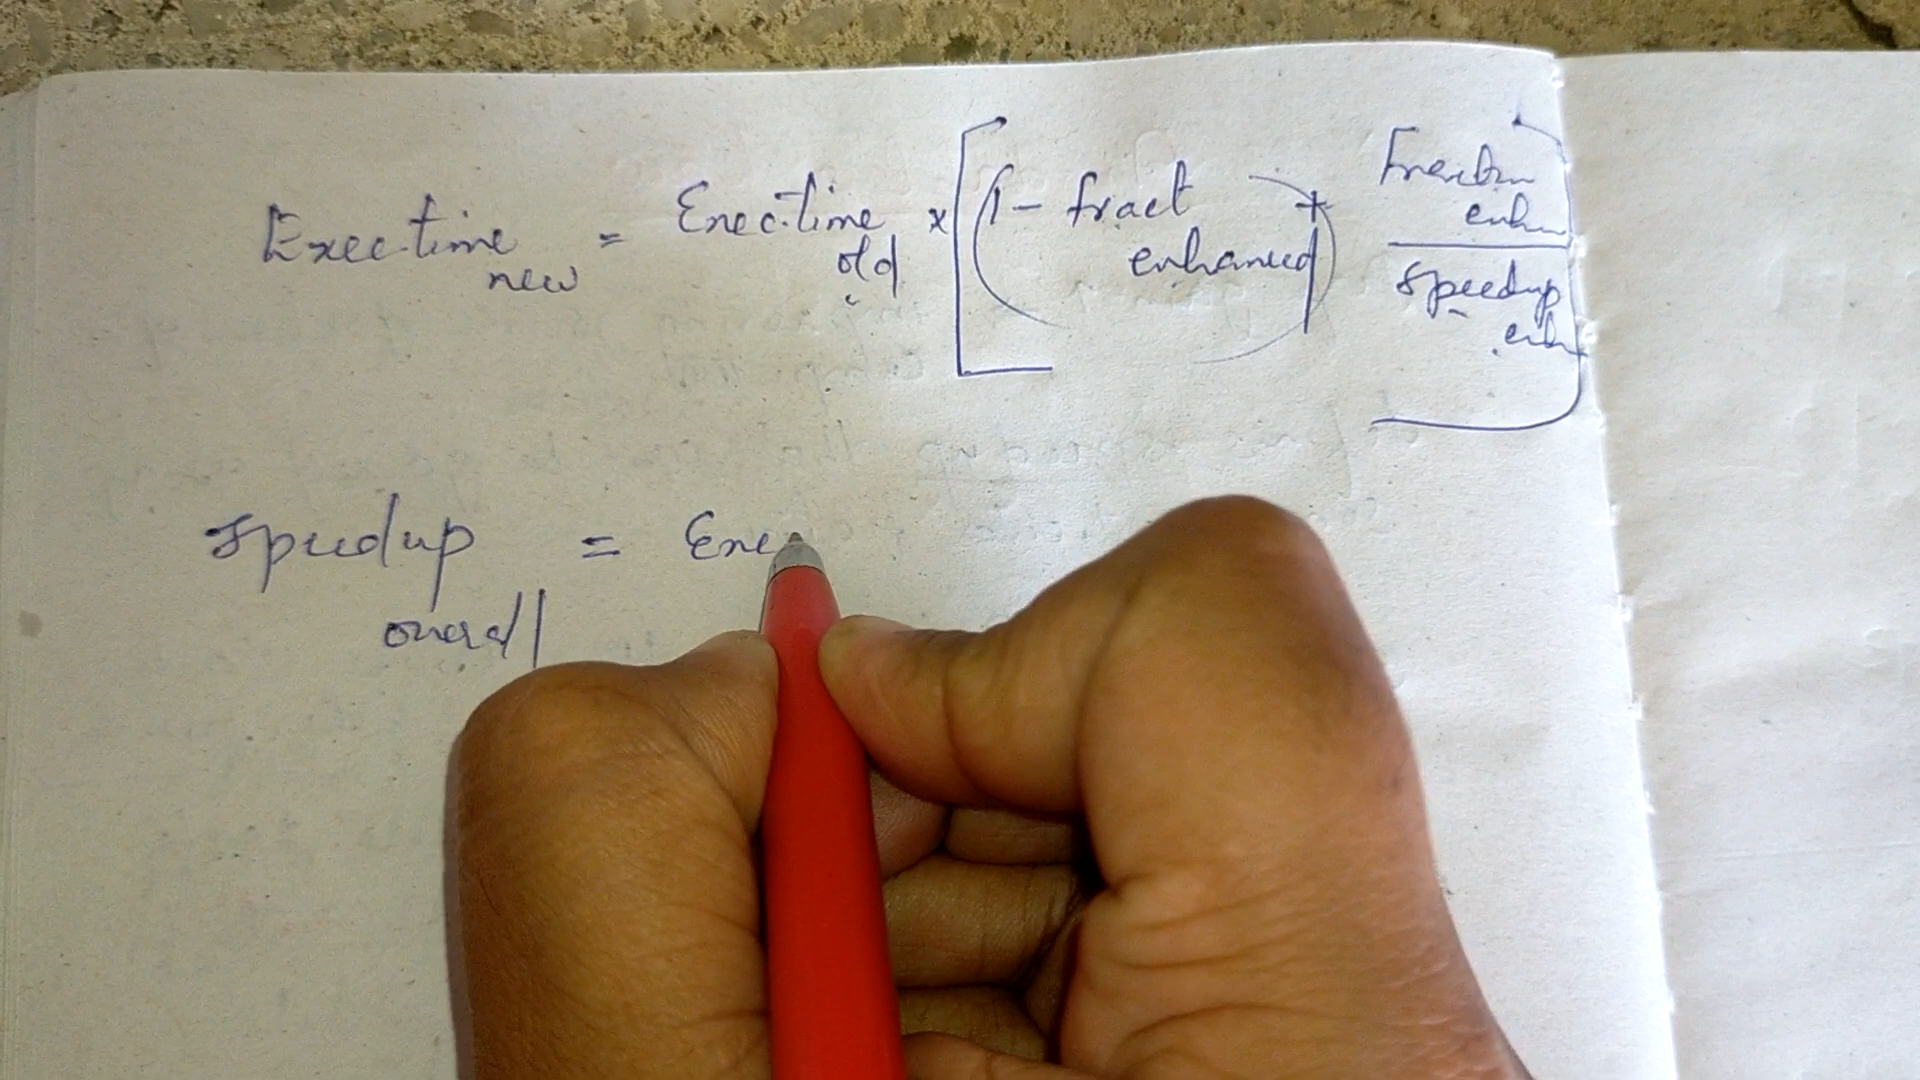 Exec.time new = Exec.time old × [(1 - fract enhanced) + Fraction enh / speedup enh]
speedup overall = Exe